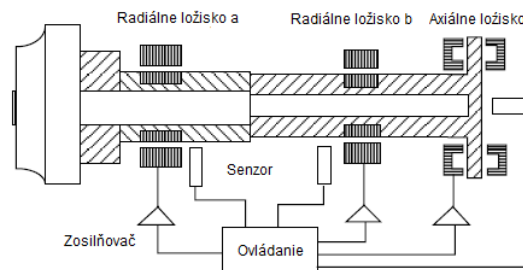 Radiálne ložisko a
Radiálne ložisko b
Axiálne ložisko
Senzor
Zosilňovač
Ovládanie